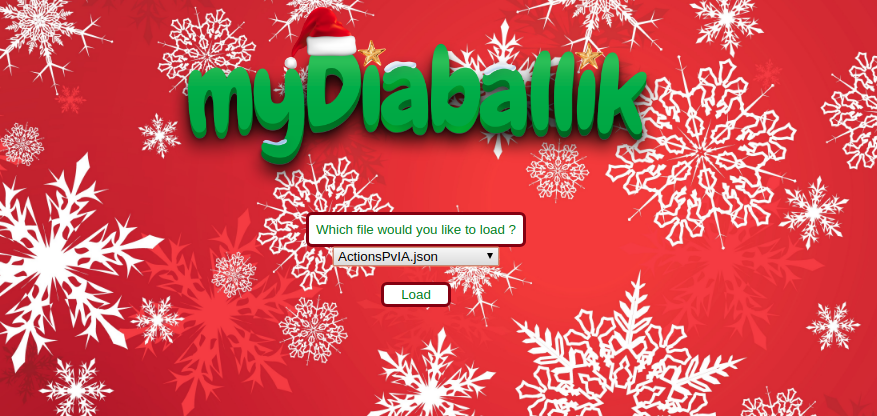 myDiaballik
Which file would you like to load ?
ActionsPvIA.json
Load